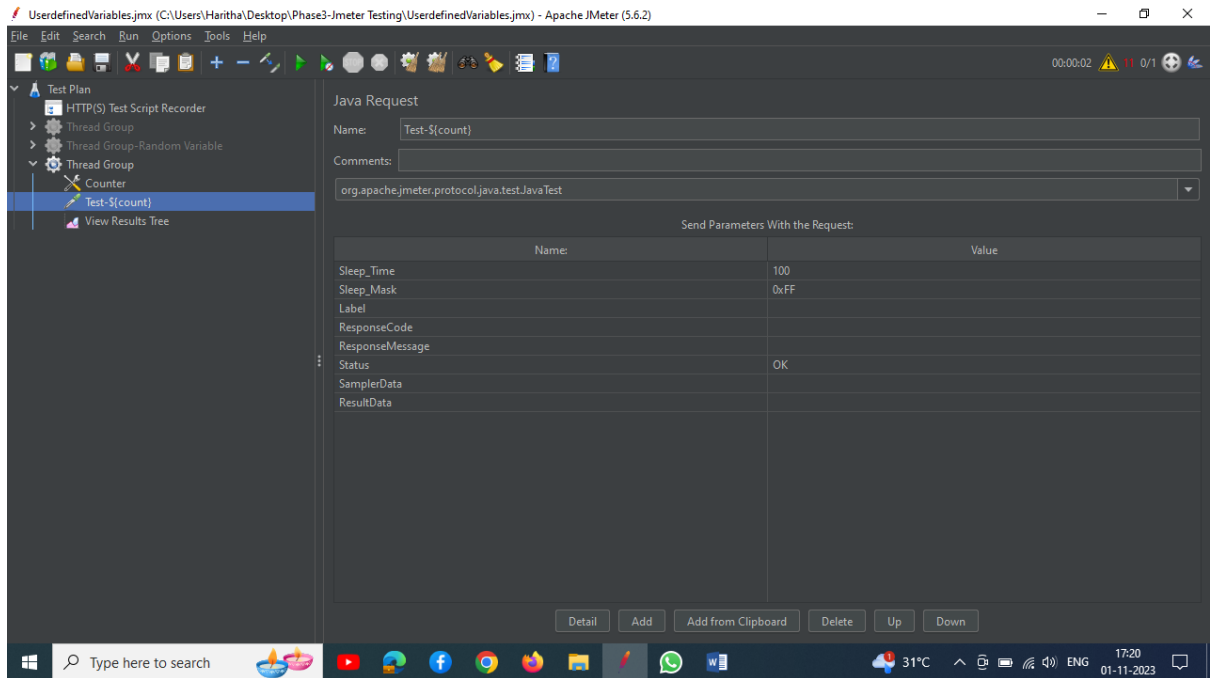 UserdefinedVariables.jmx (C:\Users\Haritha\Desktop\Phase3-Jmeter Testing\UserdefinedVariables.jmx) - Apache JMeter (5.6.2)
File Edit Search Run Options Tools Help
00:00:02 11 0/1
Test Plan
HTTP(S) Test Script Recorder
Thread Group
Thread Group-Random Variable
Thread Group
Counter
Test-${count}
View Results Tree
Java Request
Name: Test-${count}
Comments:
org.apache.jmeter.protocol.java.test.JavaTest
Send Parameters With the Request:
Name: Value
Sleep_Time 100
Sleep_Mask 0xFF
Label
ResponseCode
ResponseMessage
Status OK
SamplerData
ResultData
Detail Add Add from Clipboard Delete Up Down
Type here to search 1 31°C ENG 17:20
01-11-2023